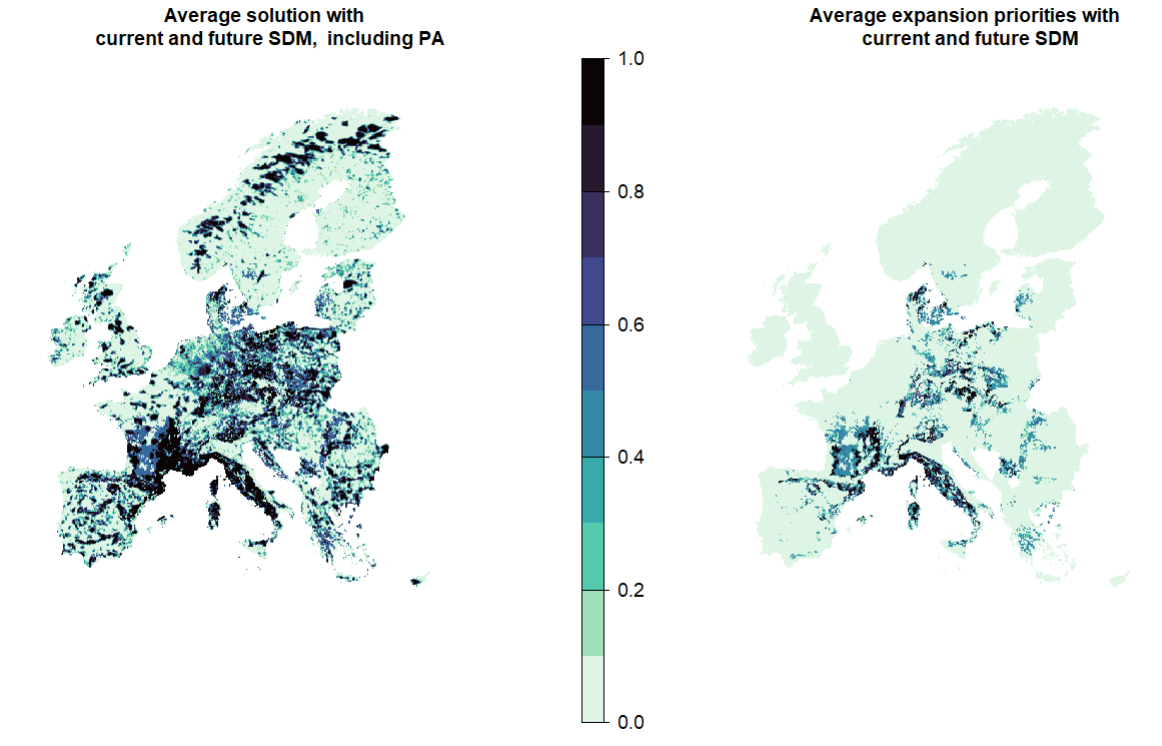 Average solution with
current and future SDM,  including PA
Average expansion priorities with
current and future SDM
1.0
0.8
0.6
0.4
0.2
0.0